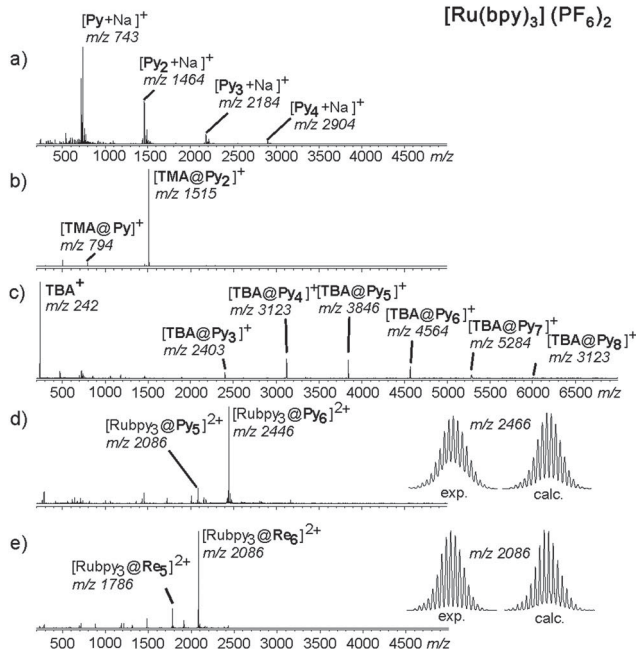 [Ru(bpy)3] (PF6)2
a)
[Py+Na]+
m/z 743
[Py2+Na]+
m/z 1464
[Py3+Na]+
m/z 2184
[Py4+Na]+
m/z 2904
500 1000 1500 2000 2500 3000 3500 4000 4500 m/z
b)
[TMA@Py2]+
m/z 1515
[TMA@Py]+
m/z 794
500 1000 1500 2000 2500 3000 3500 4000 4500 m/z
c)
TBA+
m/z 242
[TBA@Py3]+
m/z 2403
[TBA@Py4]+
m/z 3123
[TBA@Py5]+
m/z 3846
[TBA@Py6]+
m/z 4564
[TBA@Py7]+
m/z 5284
[TBA@Py8]+
m/z 3123
500 1000 1500 2000 2500 3000 3500 4000 4500 5000 5500 6000 6500 m/z
d)
[Rubpy3@Py5]2+
m/z 2086
[Rubpy3@Py6]2+
m/z 2446
m/z 2466
exp. calc.
500 1000 1500 2000 2500 3000 3500 4000 4500 m/z
e)
[Rubpy3@Re5]2+
m/z 1786
[Rubpy3@Re6]2+
m/z 2086
m/z 2086
exp. calc.
500 1000 1500 2000 2500 3000 3500 4000 4500 m/z